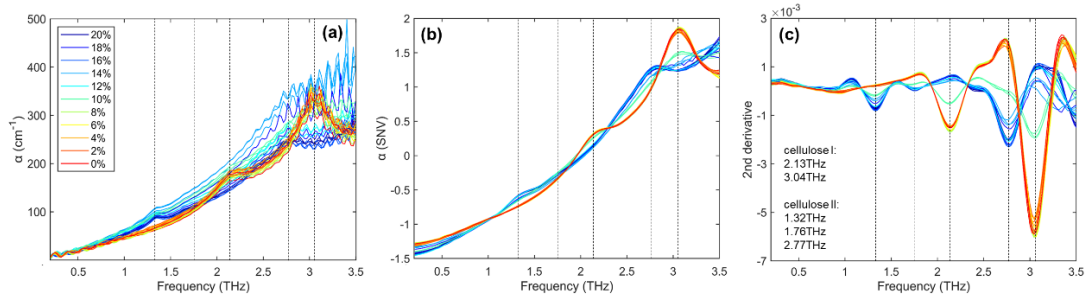 (a)
500
400
300
200
100
α (cm⁻¹)
20%
18%
16%
14%
12%
10%
8%
6%
4%
2%
0%
0.5 1 1.5 2 2.5 3 3.5
Frequency (THz)
(b)
2
1.5
1
0.5
0
-0.5
-1
-1.5
α (SNV)
0.5 1 1.5 2 2.5 3 3.5
Frequency (THz)
×10⁻³
(c)
3
1
-1
-3
-5
-7
2nd derivative
cellulose I:
2.13THz
3.04THz
cellulose II:
1.32THz
1.76THz
2.77THz
0.5 1 1.5 2 2.5 3 3.5
Frequency (THz)